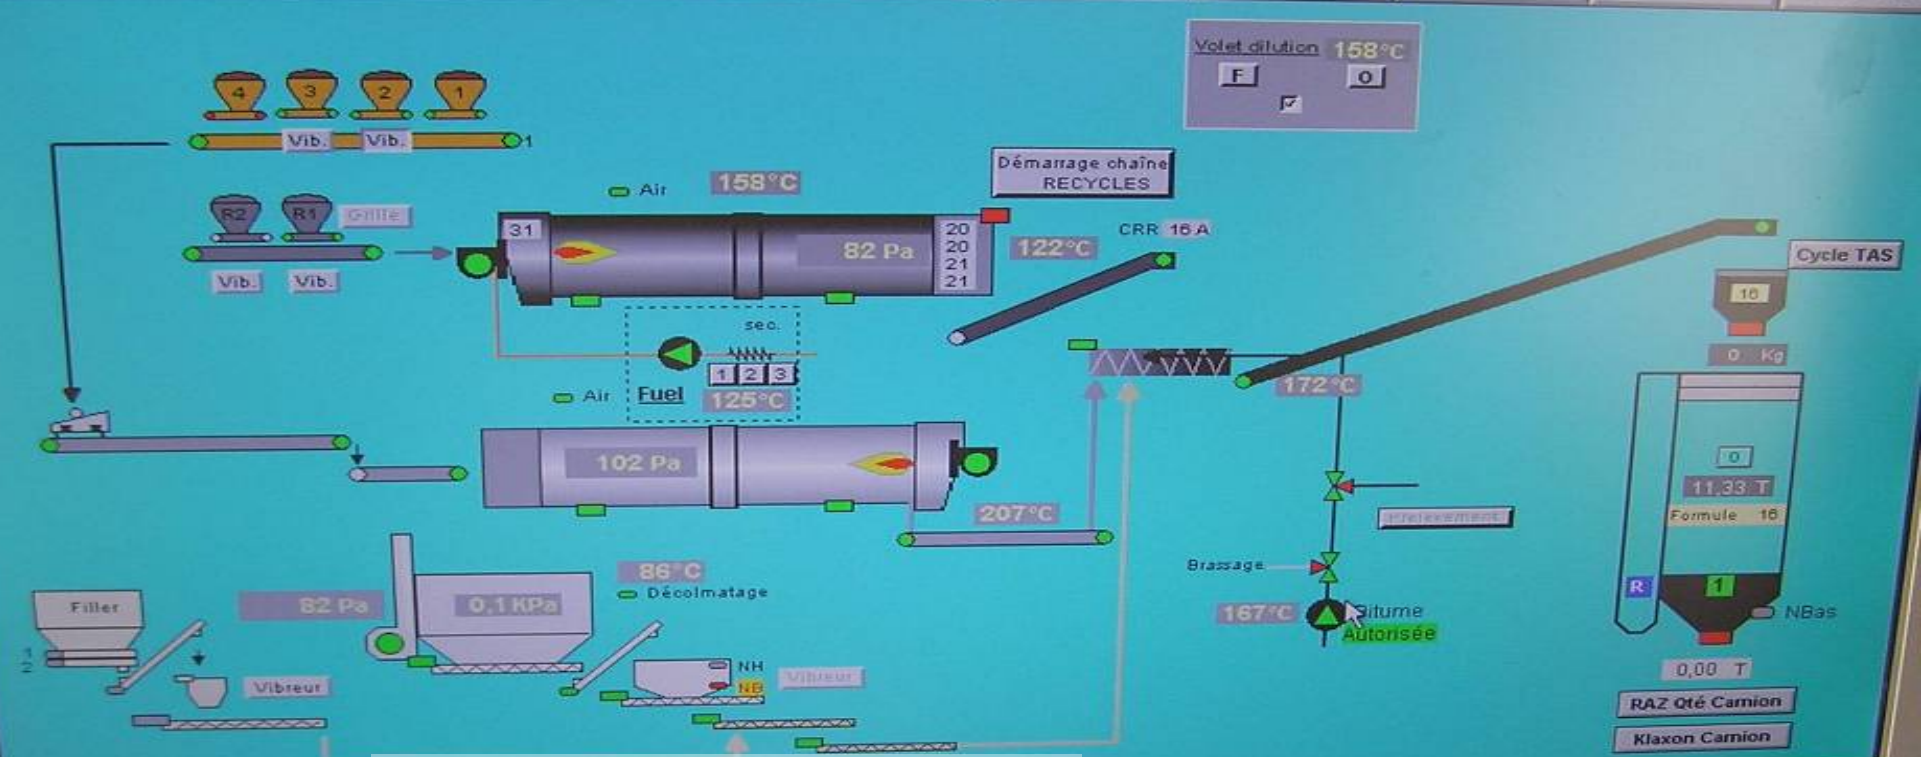 Volet dilution 158°C
F O
4 3 2 1
Vib. Vib. 1
Démarrage chaîne
RECYCLES
Air 158°C
R2 R1 Grille
Vib. Vib.
31
82 Pa
20
20
21
21
122°C
CRR 16 A
Cycle TAS
16
0 Kg
sec.
1 2 3
Fuel 125°C
Air
172°C
102 Pa
207°C
0
11,33 T
Formule 16
Prélèvement
Brassage
86°C
Décolmatage
Filler
1
2
82 Pa
0,1 KPa
167°C Bitume
Autorisée
R 1
NBas
NH
NB
Vibreur
Vibreur
0,00 T
RAZ Qté Camion
Klaxon Camion